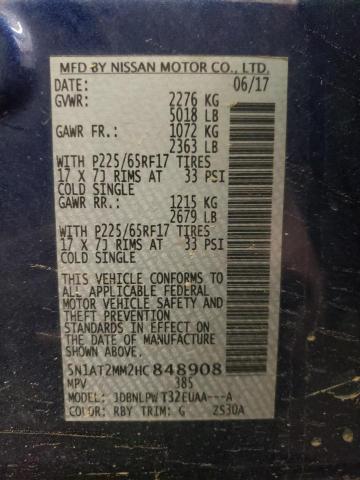 MFD BY NISSAN MOTOR CO., LTD.
DATE: 06/17
GVWR: 2276 KG
5018 LB
GAWR FR.: 1072 KG
2363 LB
WITH P225/65RF17 TIRES
17 X 7J RIMS AT 33 PSI
COLD SINGLE
GAWR RR.: 1215 KG
2679 LB
WITH P225/65RF17 TIRES
17 X 7J RIMS AT 33 PSI
COLD SINGLE
THIS VEHICLE CONFORMS TO
ALL APPLICABLE FEDERAL
MOTOR VEHICLE SAFETY AND
THEFT PREVENTION
STANDARDS IN EFFECT ON
THE DATE OF MANUFACTURE
SHOWN ABOVE.
5N1AT2MM2HC848908
MPV 385
MODEL: JDBNLPWT32EUAA---A
COLOR: RBY TRIM: G ZS30A